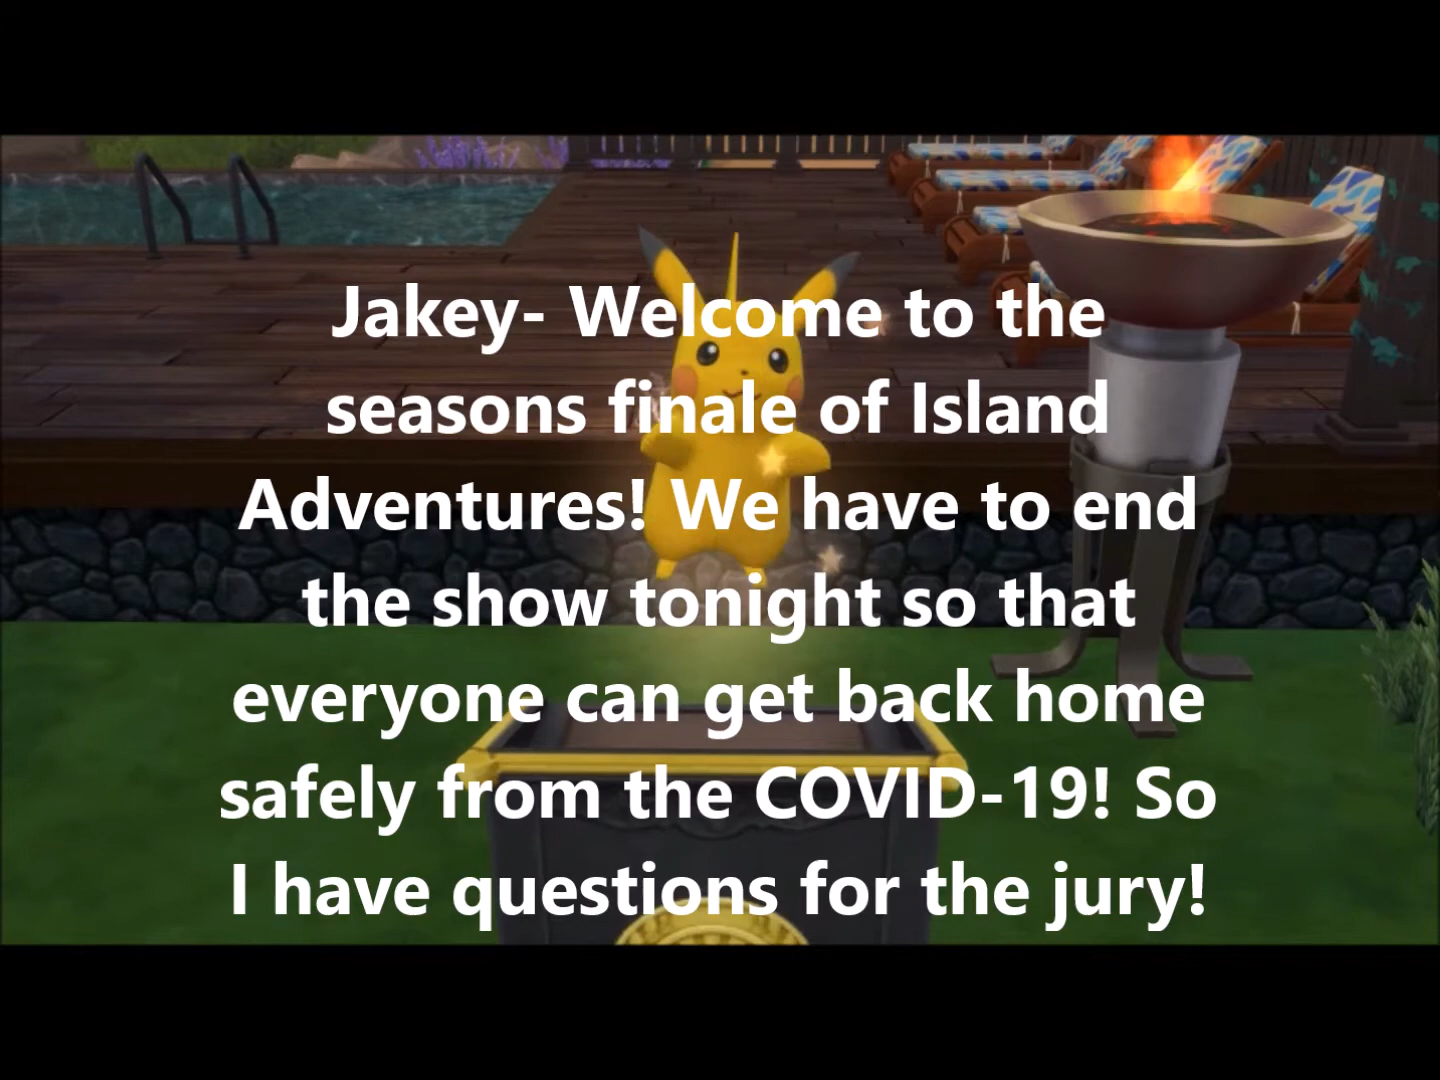 Jakey- Welcome to the
seasons finale of Island
Adventures! We have to end
the show tonight so that
everyone can get back home
safely from the COVID-19! So
I have questions for the jury!